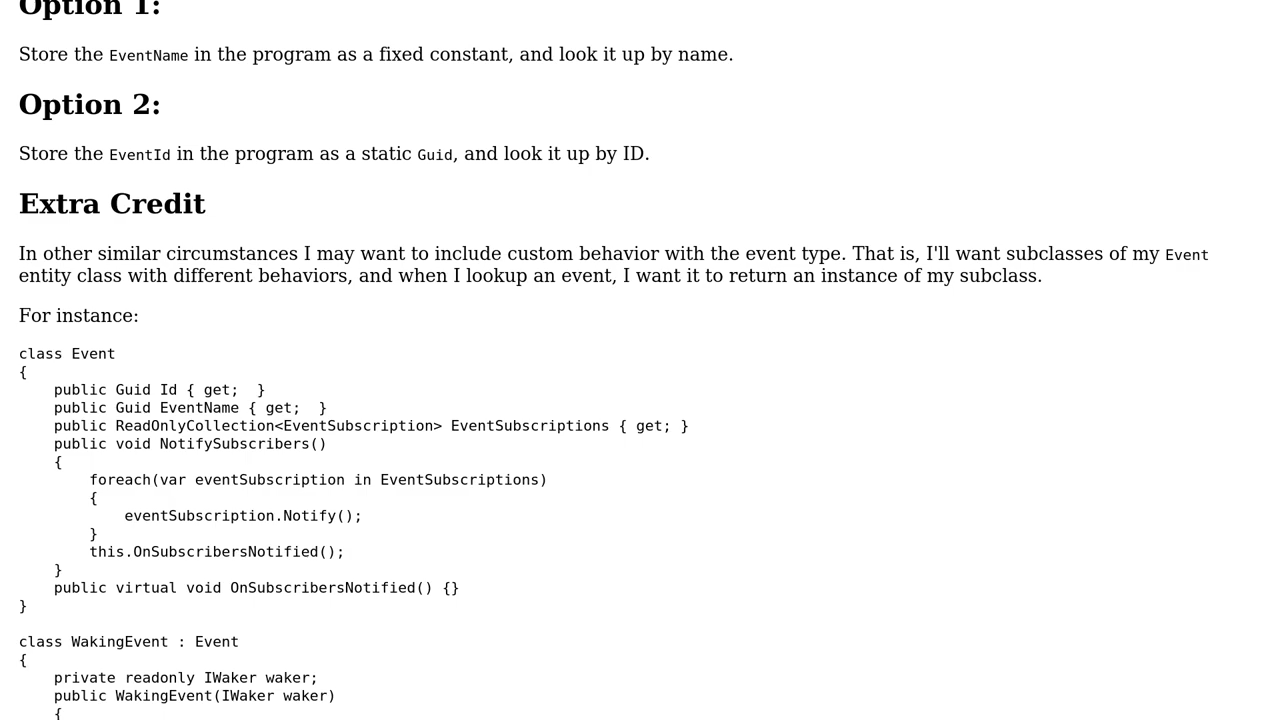 Option 1:
Store the EventName in the program as a fixed constant, and look it up by name.
Option 2:
Store the EventId in the program as a static Guid, and look it up by ID.
Extra Credit
In other similar circumstances I may want to include custom behavior with the event type. That is, I'll want subclasses of my Event
entity class with different behaviors, and when I lookup an event, I want it to return an instance of my subclass.
For instance:
class Event
{
    public Guid Id { get;  }
    public Guid EventName { get;  }
    public ReadOnlyCollection<EventSubscription> EventSubscriptions { get; }
    public void NotifySubscribers()
    {
        foreach(var eventSubscription in EventSubscriptions)
        {
            eventSubscription.Notify();
        }
        this.OnSubscribersNotified();
    }
    public virtual void OnSubscribersNotified() {}
}
class WakingEvent : Event
{
    private readonly IWaker waker;
    public WakingEvent(IWaker waker)
    {